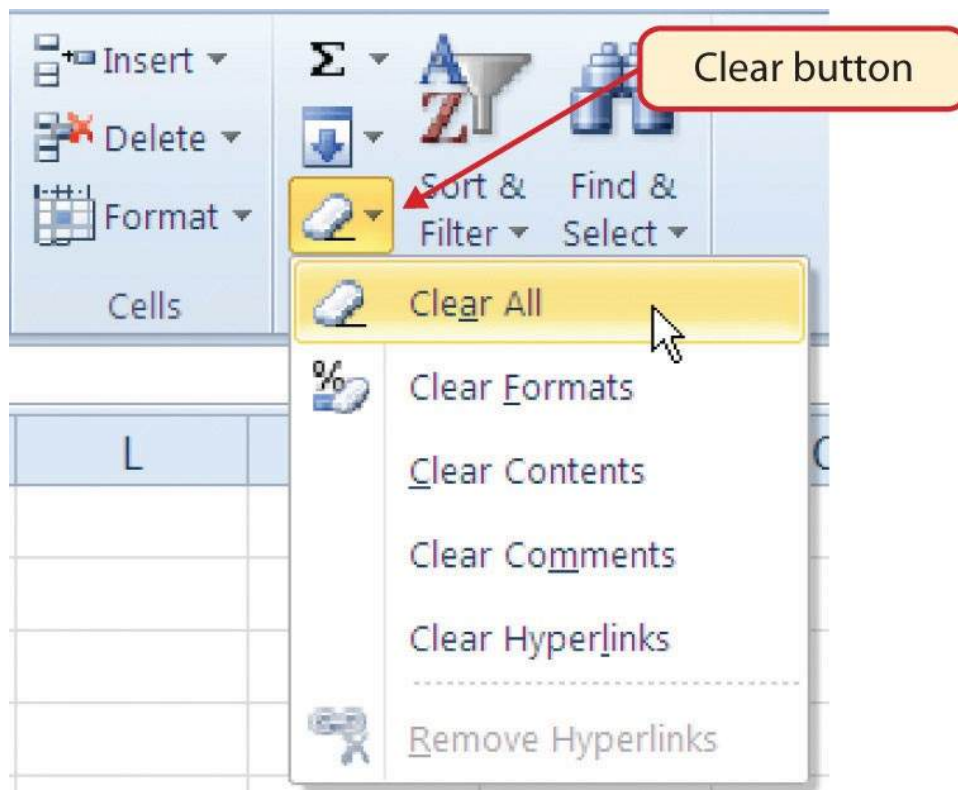 Insert
Σ
Clear button
Delete
Format
Sort &
Filter
Find &
Select
Cells
Clear All
%
Clear Formats
L
Clear Contents
Clear Comments
Clear Hyperlinks
Remove Hyperlinks